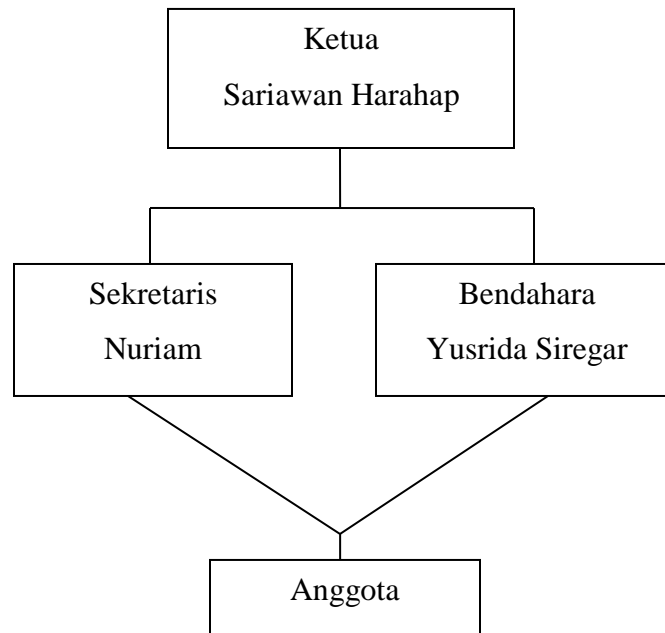 Ketua
Sariawan Harahap
Sekretaris
Nuriam
Bendahara
Yusrida Siregar
Anggota